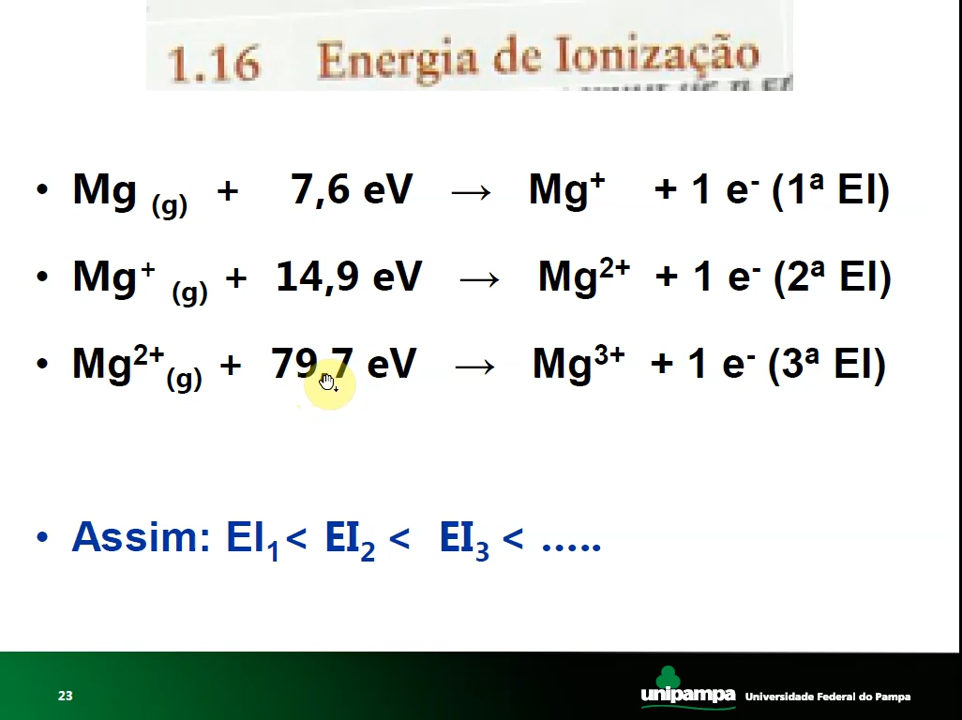 1.16 Energia de Ionização
• Mg (g) + 7,6 eV → Mg⁺ + 1 e⁻ (1ª EI)
• Mg⁺ (g) + 14,9 eV → Mg²⁺ + 1 e⁻ (2ª EI)
• Mg²⁺(g) + 79,7 eV → Mg³⁺ + 1 e⁻ (3ª EI)
• Assim: EI₁ < EI₂ < EI₃ < .....
23
unipampa Universidade Federal do Pampa